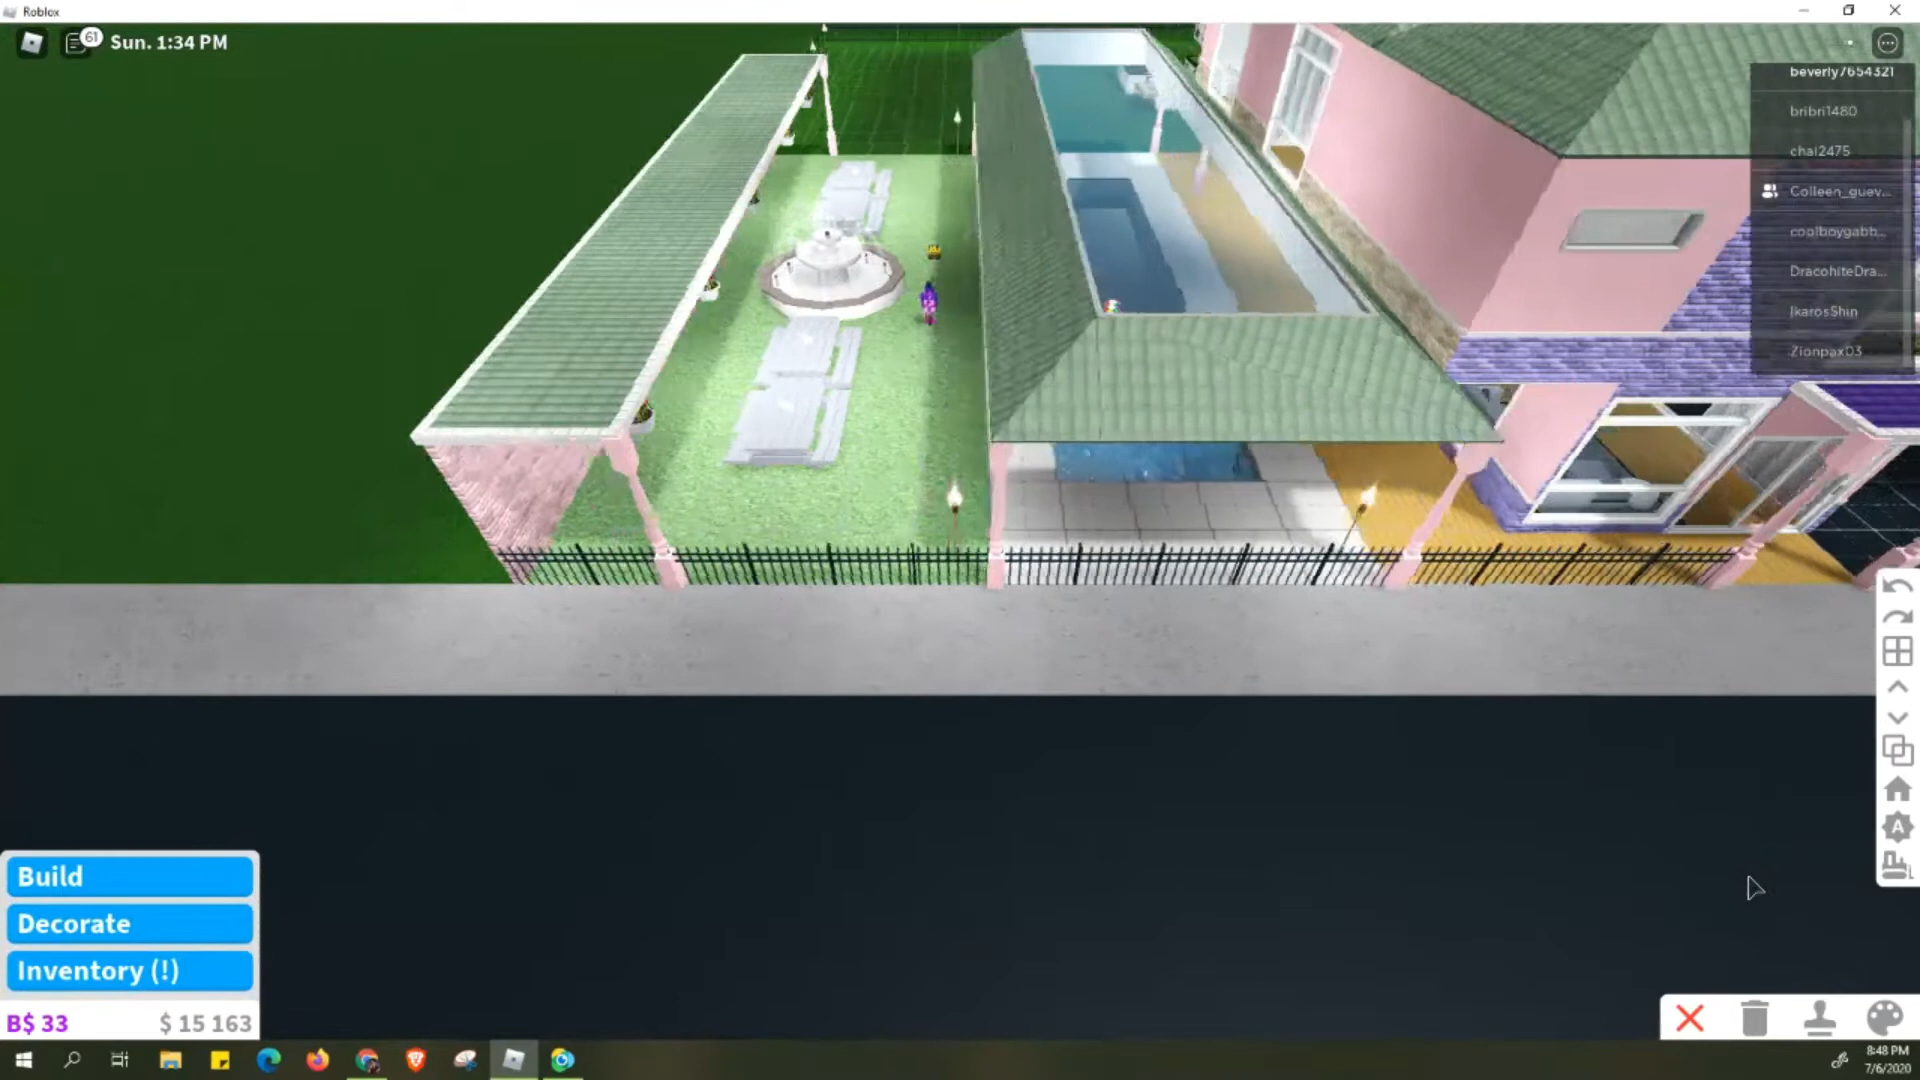 Roblox
61
Sun. 1:34 PM
beverly7654321
bribri1480
chai2475
Colleen_guev...
coolboygabb...
DracohiteDra...
IkarosShin
Zionpax03
A
Build
Decorate
Inventory (!)
B$ 33
$ 15 163
8:48 PM
7/6/2020